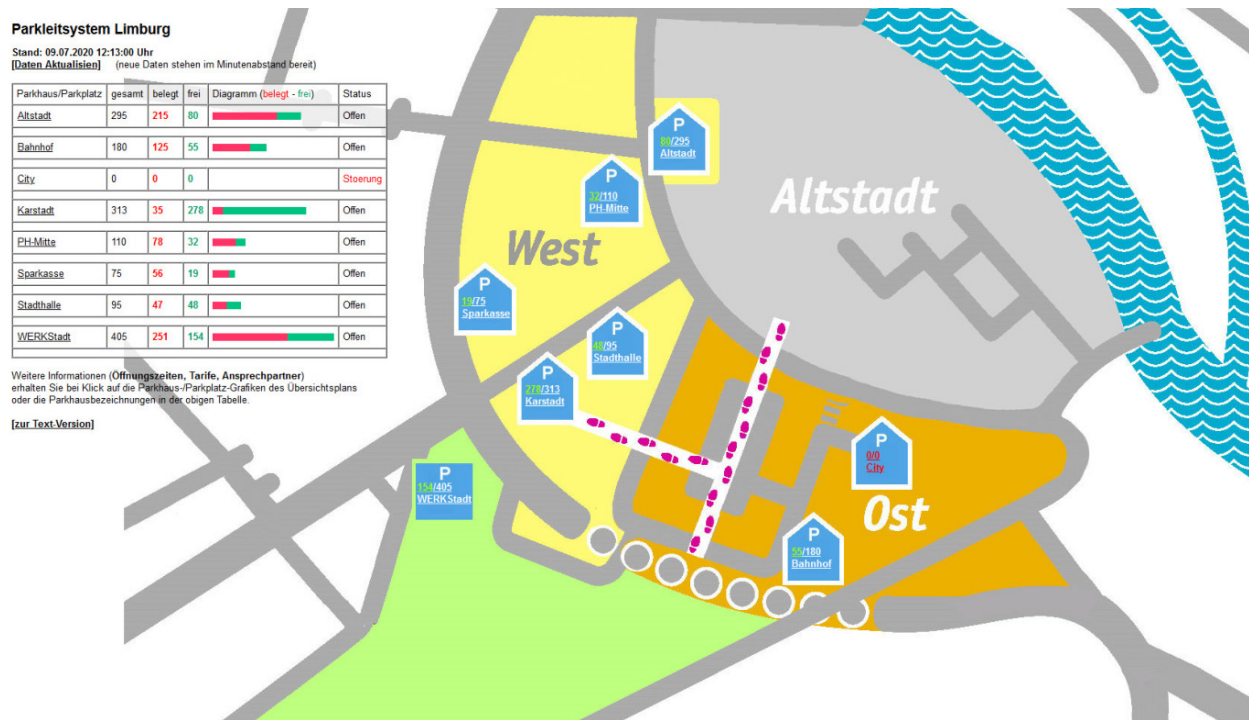 Parkleitsystem Limburg
Stand: 09.07.2020 12:13:00 Uhr
[Daten Aktualisien] (neue Daten stehen im Minutenabstand bereit)
Parkhaus/Parkplatz gesamt belegt frei Diagramm (belegt - frei) Status
Altstadt 295 215 80 Offen
Bahnhof 180 125 55 Offen
City 0 0 0 Stoerung
Karstadt 313 35 278 Offen
PH-Mitte 110 78 32 Offen
Sparkasse 75 56 19 Offen
Stadthalle 95 47 48 Offen
WERKStadt 405 251 154 Offen
Weitere Informationen (Öffnungszeiten, Tarife, Ansprechpartner)
erhalten Sie bei Klick auf die Parkhaus-/Parkplatz-Grafiken des Übersichtsplans
oder die Parkhausbezeichnungen in der obigen Tabelle.
[zur Text-Version]
P
80/295
Altstadt
P
32/110
PH-Mitte
Altstadt
West
P
19/75
Sparkasse
P
48/95
Stadthalle
P
278/313
Karstadt
P
0/0
City
P
154/405
WERKStadt
Ost
P
55/180
Bahnhof